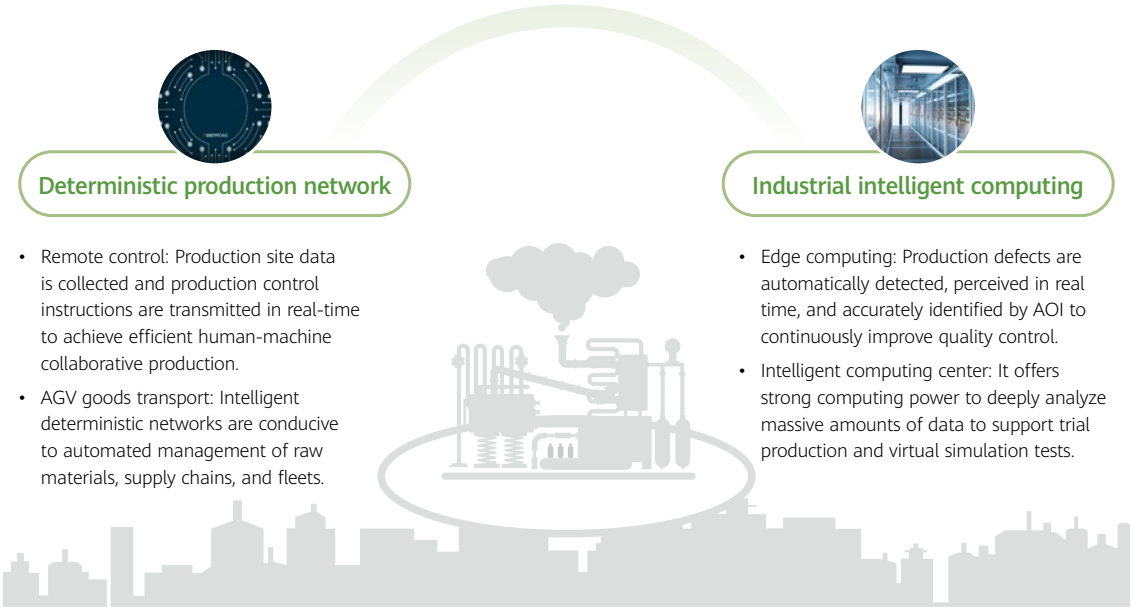 Deterministic production network
• Remote control: Production site data
is collected and production control
instructions are transmitted in real-time
to achieve efficient human-machine
collaborative production.
• AGV goods transport: Intelligent
deterministic networks are conducive
to automated management of raw
materials, supply chains, and fleets.
Industrial intelligent computing
• Edge computing: Production defects are
automatically detected, perceived in real
time, and accurately identified by AOI to
continuously improve quality control.
• Intelligent computing center: It offers
strong computing power to deeply analyze
massive amounts of data to support trial
production and virtual simulation tests.